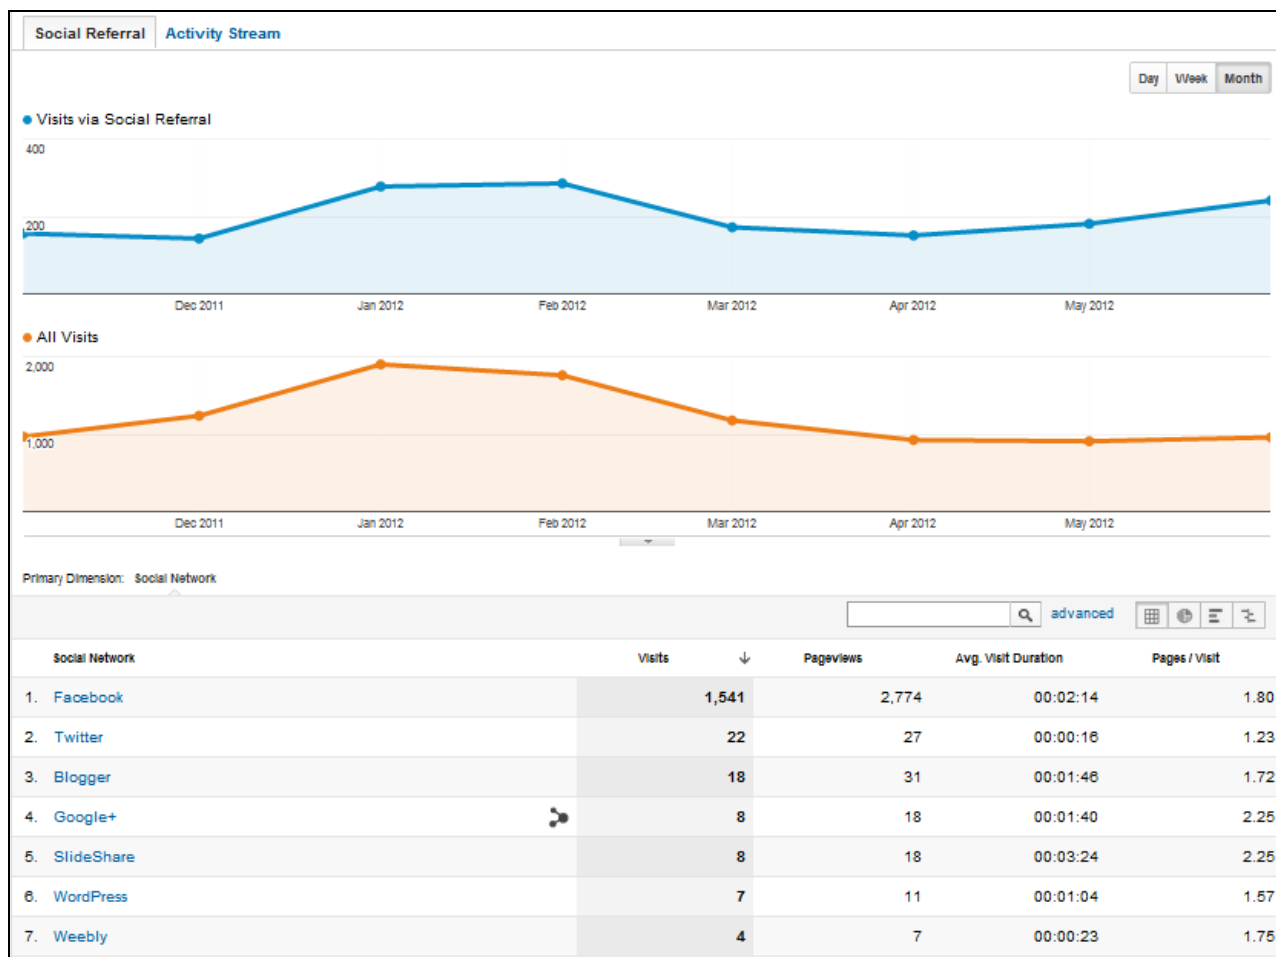 Social Referral Activity Stream
Day Week Month
Visits via Social Referral
400
200
Dec 2011 Jan 2012 Feb 2012 Mar 2012 Apr 2012 May 2012
All Visits
2,000
1,000
Dec 2011 Jan 2012 Feb 2012 Mar 2012 Apr 2012 May 2012
Primary Dimension: Social Network
advanced
Social Network Visits Pageviews Avg. Visit Duration Pages / Visit
1. Facebook 1,541 2,774 00:02:14 1.80
2. Twitter 22 27 00:00:16 1.23
3. Blogger 18 31 00:01:46 1.72
4. Google+ 8 18 00:01:40 2.25
5. SlideShare 8 18 00:03:24 2.25
6. WordPress 7 11 00:01:04 1.57
7. Weebly 4 7 00:00:23 1.75